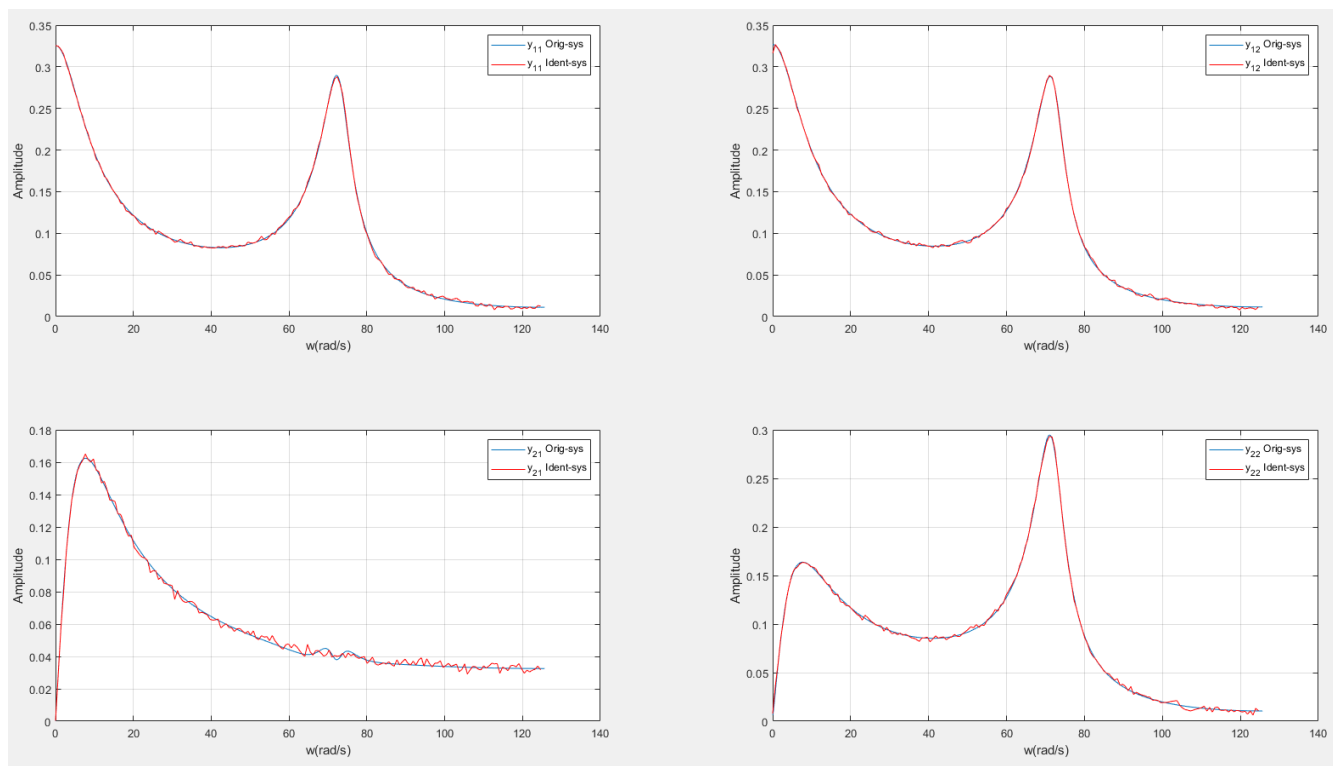 0.35
0.3
0.25
0.2
0.15
0.1
0.05
0
Amplitude
y11 Orig-sys
y11 Ident-sys
0 20 40 60 80 100 120 140
w(rad/s)
0.35
0.3
0.25
0.2
0.15
0.1
0.05
0
Amplitude
y12 Orig-sys
y12 Ident-sys
0 20 40 60 80 100 120 140
w(rad/s)
0.18
0.16
0.14
0.12
0.1
0.08
0.06
0.04
0.02
0
Amplitude
y21 Orig-sys
y21 Ident-sys
0 20 40 60 80 100 120 140
w(rad/s)
0.3
0.25
0.2
0.15
0.1
0.05
0
Amplitude
y22 Orig-sys
y22 Ident-sys
0 20 40 60 80 100 120 140
w(rad/s)